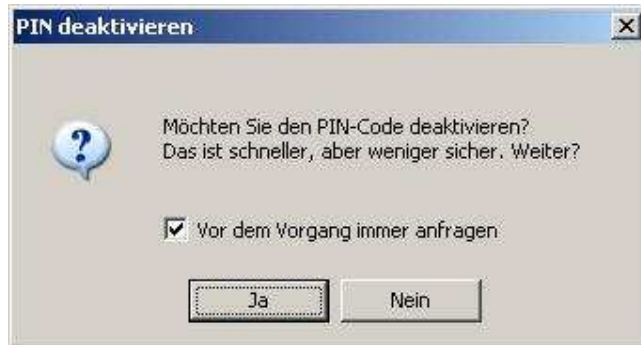 PIN deaktivieren
Möchten Sie den PIN-Code deaktivieren?
Das ist schneller, aber weniger sicher. Weiter?
Vor dem Vorgang immer anfragen
Ja
Nein